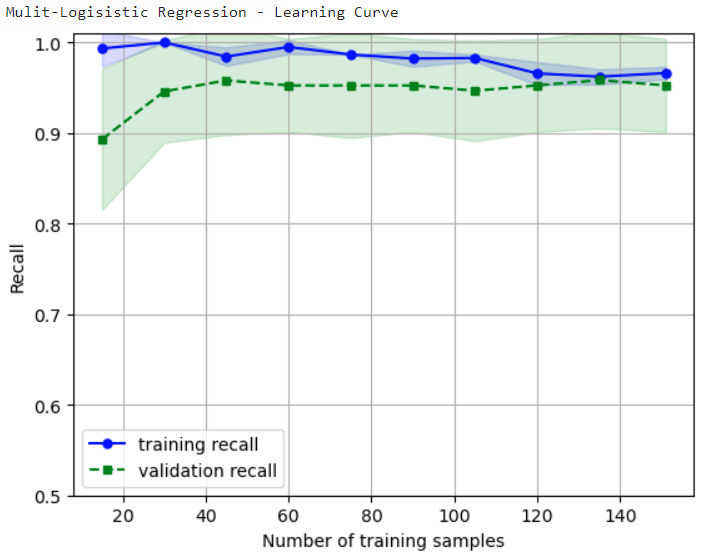 Mulit-Logisistic Regression - Learning Curve
1.0
0.9
0.8
0.7
0.6
0.5
Recall
training recall
validation recall
20 40 60 80 100 120 140
Number of training samples